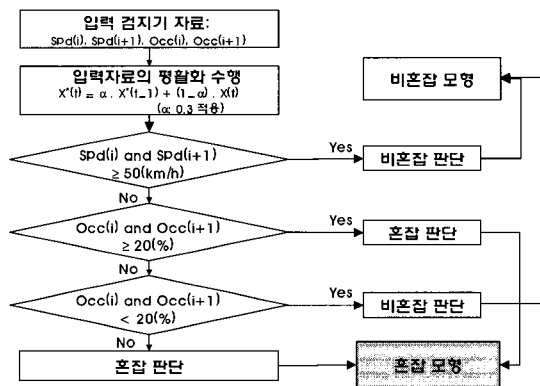 입력 검지기 자료:
Spd(i), Spd(i+1), Occ(i), Occ(i+1)
입력자료의 평활화 수행
X*(t) = α . X*(t-1) + (1-α) . X(t)
(α: 0.3 적용)
비혼잡 모형
Spd(i) and Spd(i+1)
≥ 50(km/h)
Yes
비혼잡 판단
No
Occ(i) and Occ(i+1)
≥ 20(%)
Yes
혼잡 판단
No
Occ(i) and Occ(i+1)
< 20(%)
Yes
비혼잡 판단
No
혼잡 판단
혼잡 모형